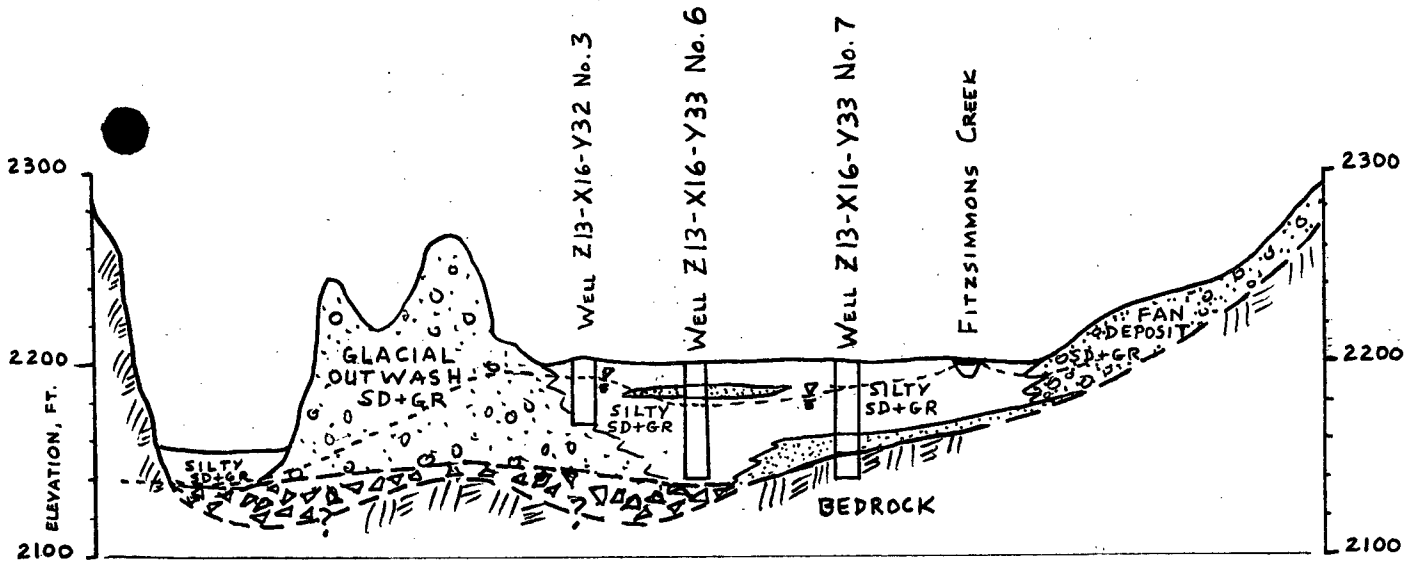 WELL Z13-X16-Y32 No.3
WELL Z13-X16-Y33 No.6
WELL Z13-X16-Y33 No.7
FITZSIMMONS CREEK
2300
2300
GLACIAL
OUTWASH
SD+GR
FAN
DEPOSIT
SD+GR
2200
2200
SILTY
SD+GR
SILTY
SD+GR
SILTY
SD+GR
ELEVATION, FT.
?
?
BEDROCK
2100
2100